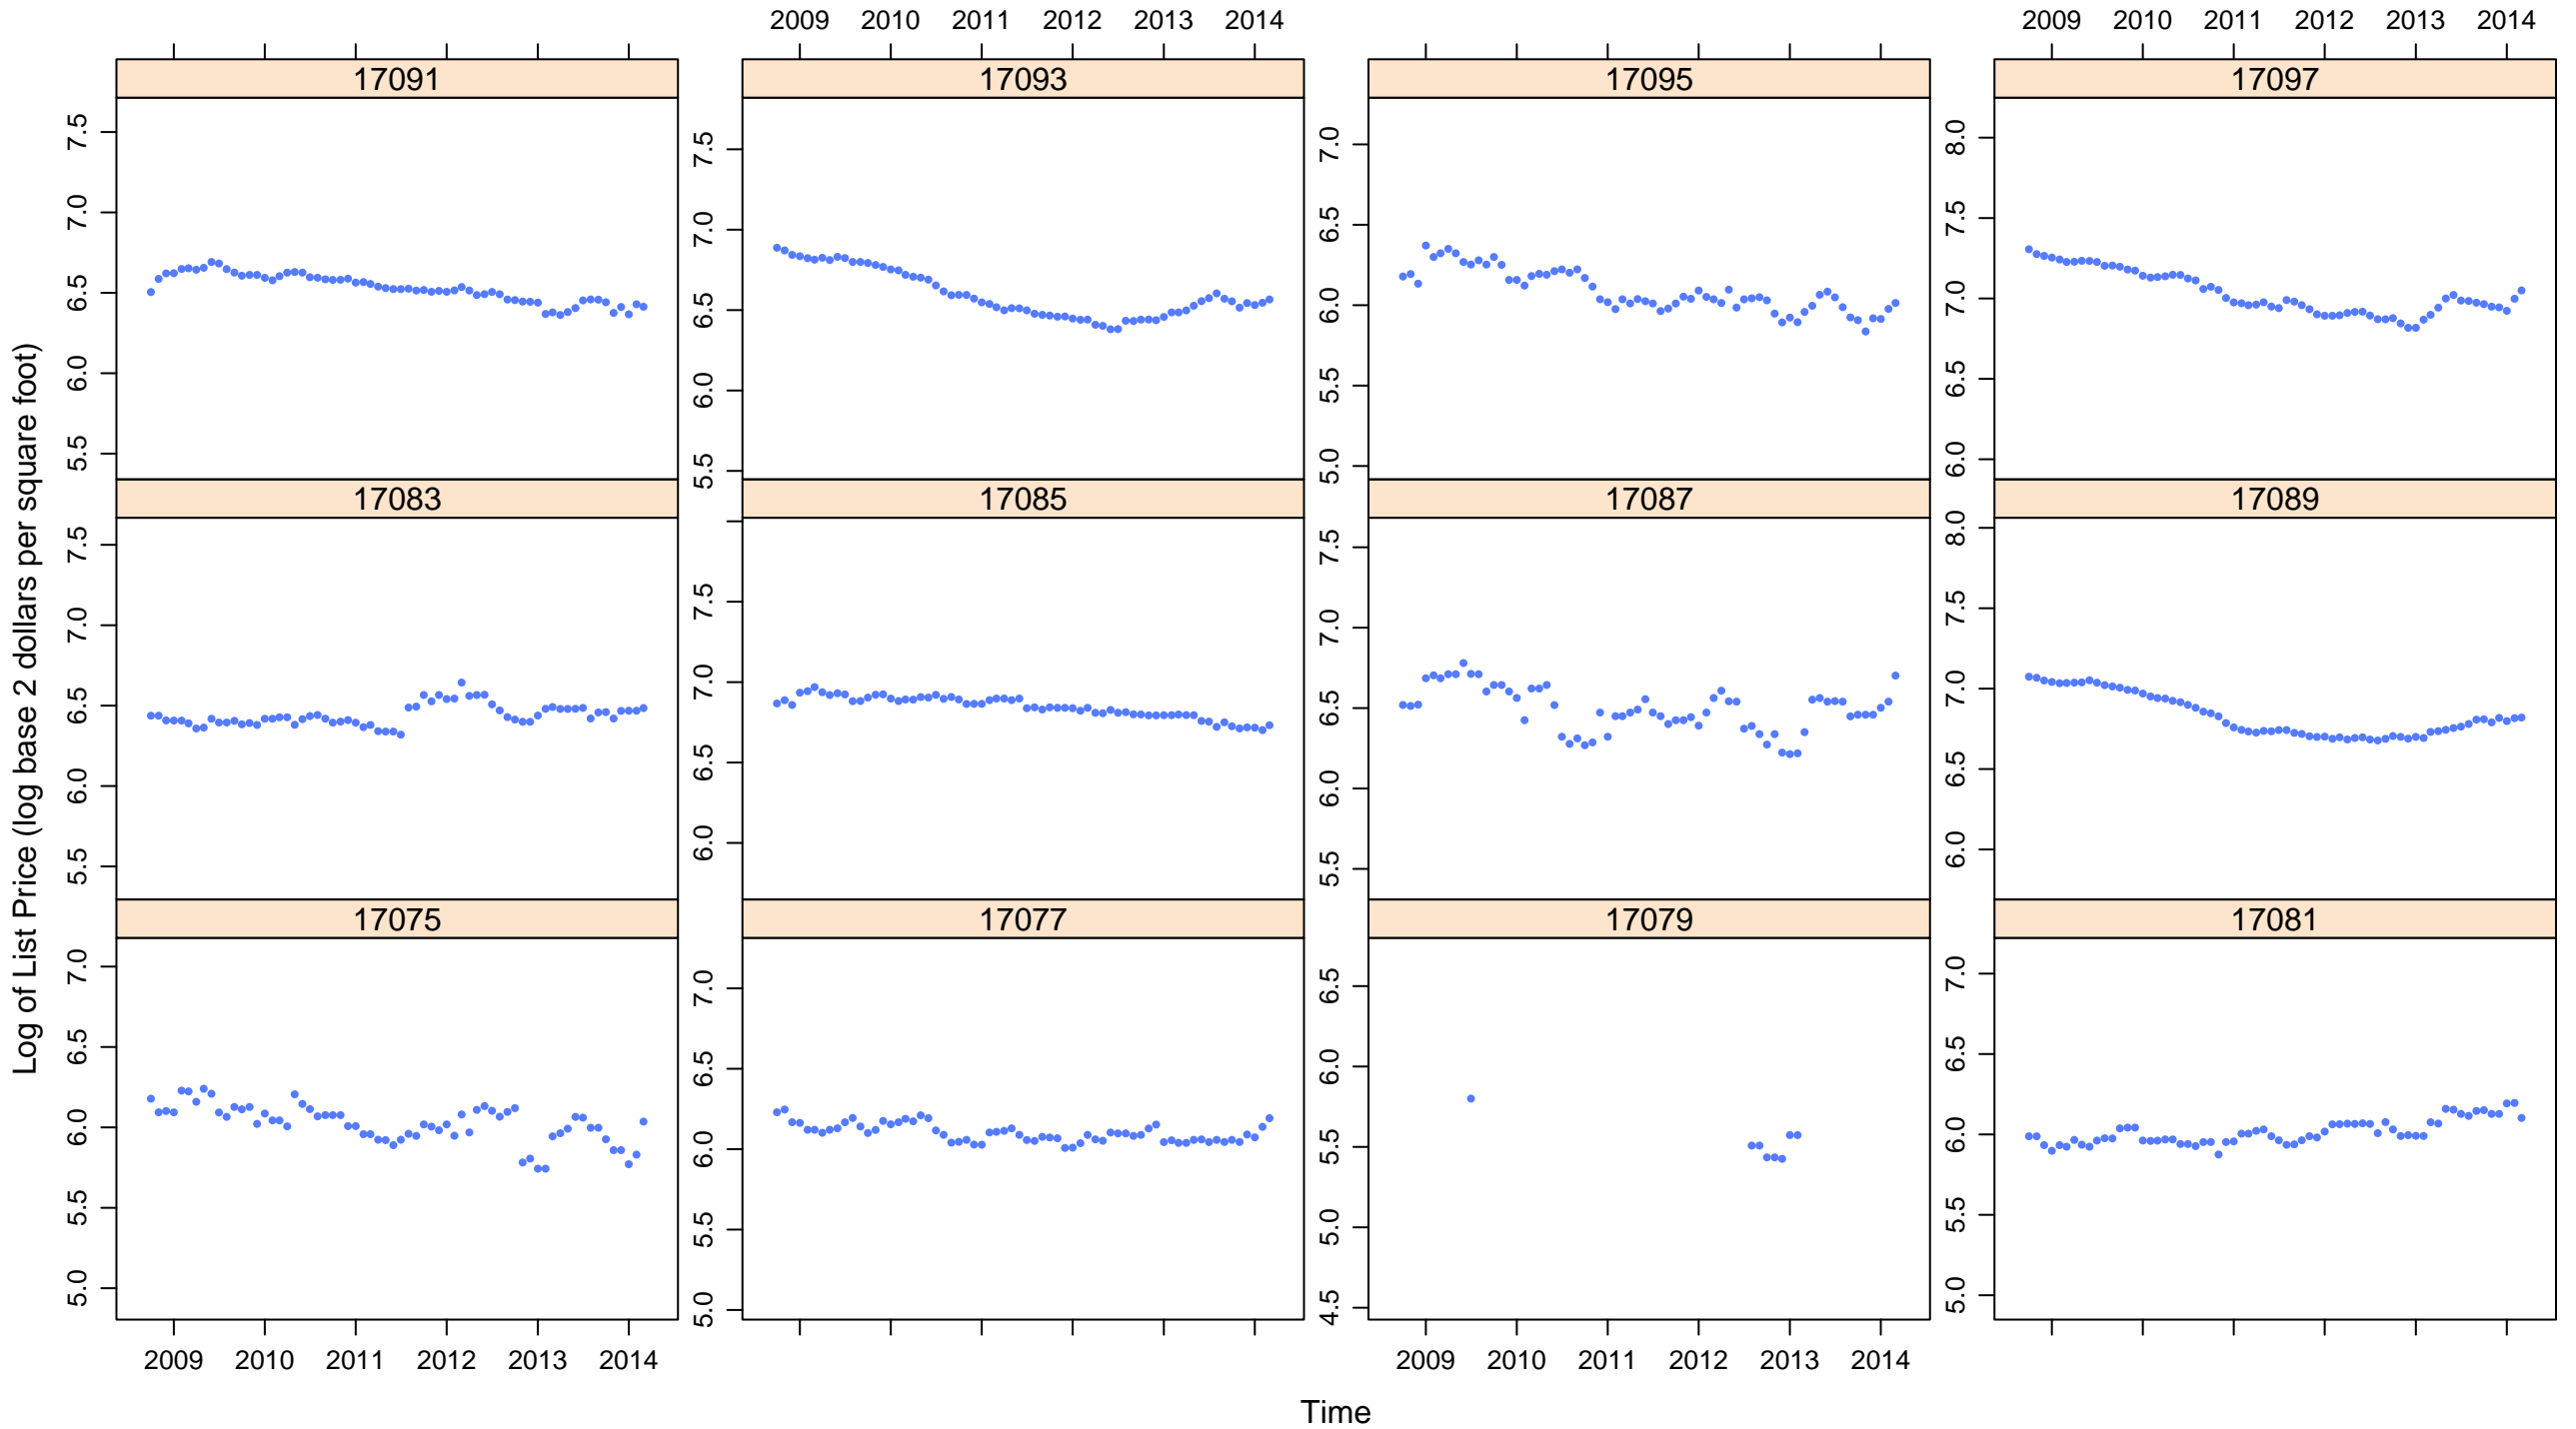 2009 2010 2011 2012 2013 2014 2009 2010 2011 2012 2013 2014
17091 17093 17095 17097
5.5 6.0 6.5 7.0 7.5
5.5 6.0 6.5 7.0 7.5
5.0 5.5 6.0 6.5 7.0
6.0 6.5 7.0 7.5 8.0
17083 17085 17087 17089
5.5 6.0 6.5 7.0 7.5
6.0 6.5 7.0 7.5
5.5 6.0 6.5 7.0 7.5
6.0 6.5 7.0 7.5 8.0
17075 17077 17079 17081
5.0 5.5 6.0 6.5 7.0
5.0 5.5 6.0 6.5 7.0
4.5 5.0 5.5 6.0 6.5
5.0 5.5 6.0 6.5 7.0
2009 2010 2011 2012 2013 2014 2009 2010 2011 2012 2013 2014
Log of List Price (log base 2 dollars per square foot)
Time